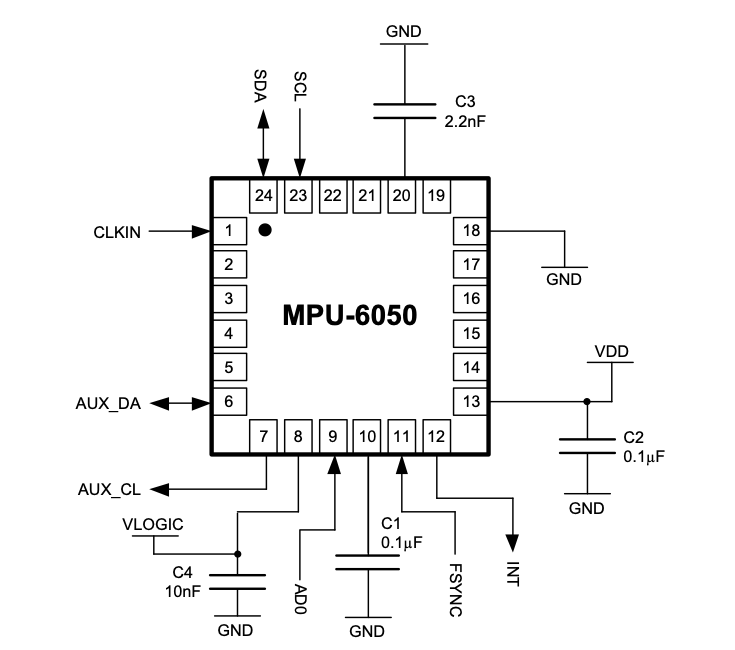 GND
C3
2.2nF
SDA
SCL
24 23 22 21 20 19
CLKIN
1
18
2
17
GND
3
16
MPU-6050
4
15
VDD
5
14
AUX_DA
6
13
C2
0.1µF
7 8 9 10 11 12
AUX_CL
GND
VLOGIC
C1
0.1µF
C4
10nF
AD0
FSYNC
INT
GND
GND